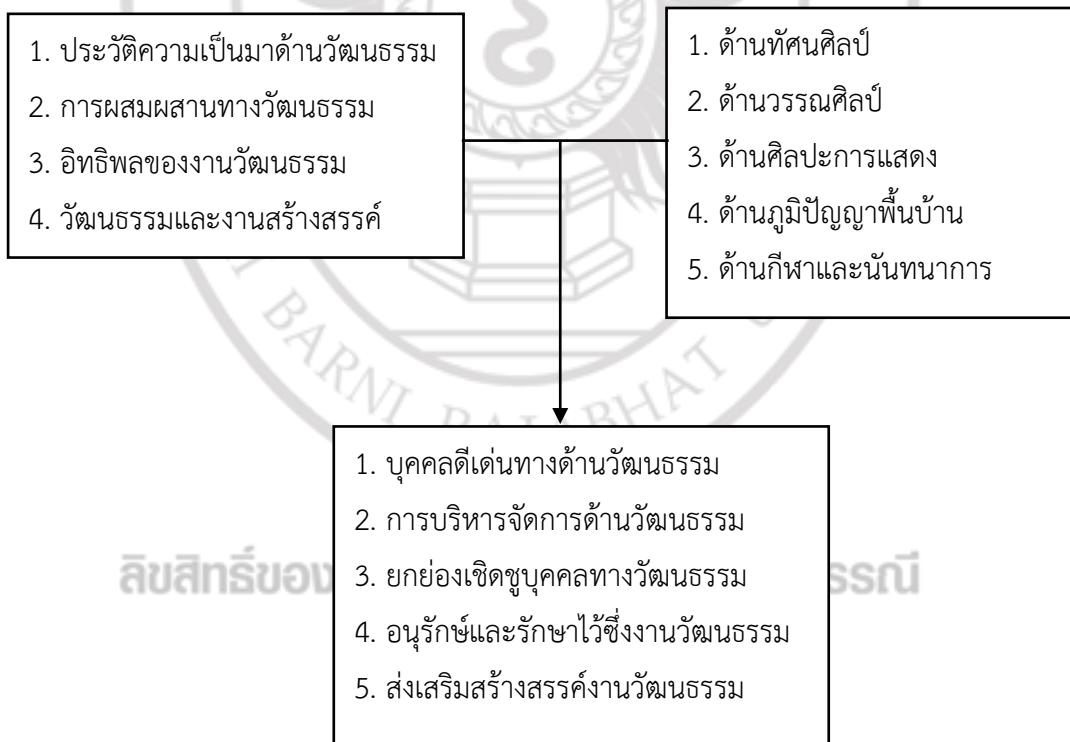 1. ประวัติความเป็นมาด้านวัฒนธรรม
2. การผสมผสานทางวัฒนธรรม
3. อิทธิพลของงานวัฒนธรรม
4. วัฒนธรรมและงานสร้างสรรค์
1. ด้านทัศนศิลป์
2. ด้านวรรณศิลป์
3. ด้านศิลปะการแสดง
4. ด้านภูมิปัญญาพื้นบ้าน
5. ด้านกีฬาและนันทนาการ
BARNI RAJABHAT
1. บุคคลดีเด่นทางด้านวัฒนธรรม
2. การบริหารจัดการด้านวัฒนธรรม
3. ยกย่องเชิดชูบุคคลทางวัฒนธรรม
4. อนุรักษ์และรักษาไว้ซึ่งงานวัฒนธรรม
5. ส่งเสริมสร้างสรรค์งานวัฒนธรรม
ลิขสิทธิ์ของ